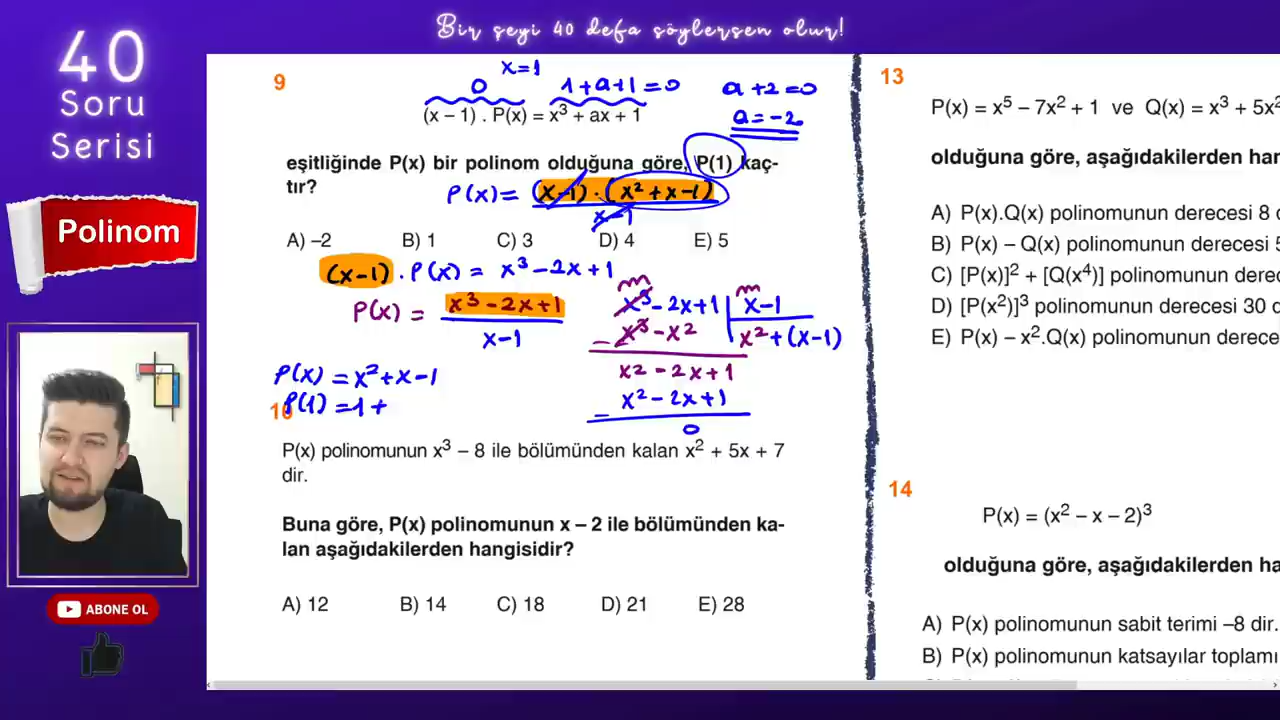 Bir şeyi 40 defa söylersen olur!
40
Soru
Serisi
Polinom
ABONE OL
9
x=1
0
1+a+1=0
a+2=0
(x – 1) . P(x) = x³ + ax + 1
a=-2
eşitliğinde P(x) bir polinom olduğuna göre, P(1) kaç-
tır?
P(x) = (x-1).(x²+x-1)
x-1
A) –2 B) 1 C) 3 D) 4 E) 5
(x-1).P(x) = x³-2x+1
P(x) = x³-2x+1
x-1
x³-2x+1 x-1
- x³-x² x²+(x-1)
x²-2x+1
- x²-2x+1
0
P(x) = x²+x-1
P(1) = 1+
10
P(x) polinomunun x³ – 8 ile bölümünden kalan x² + 5x + 7
dir.
Buna göre, P(x) polinomunun x – 2 ile bölümünden ka-
lan aşağıdakilerden hangisidir?
A) 12 B) 14 C) 18 D) 21 E) 28
13
P(x) = x⁵ – 7x² + 1 ve Q(x) = x³ + 5x²
olduğuna göre, aşağıdakilerden han
A) P(x).Q(x) polinomunun derecesi 8 d
B) P(x) – Q(x) polinomunun derecesi 5
C) [P(x)]² + [Q(x⁴)] polinomunun derec
D) [P(x²)]³ polinomunun derecesi 30 d
E) P(x) – x².Q(x) polinomunun derece
14
P(x) = (x² – x – 2)³
olduğuna göre, aşağıdakilerden ha
A) P(x) polinomunun sabit terimi –8 dir.
B) P(x) polinomunun katsayılar toplamı